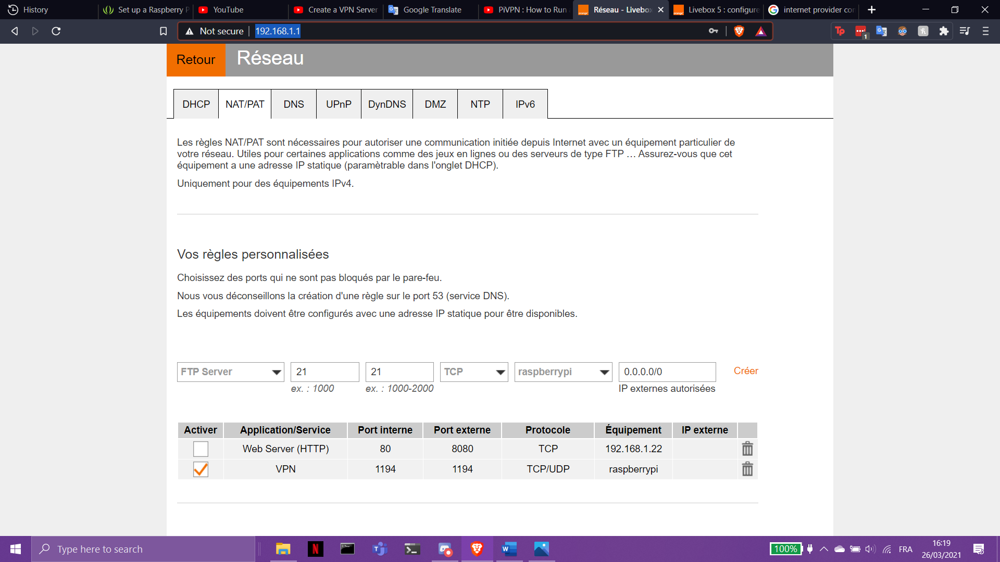 History
Set up a Raspberry P
YouTube
Create a VPN Server
Google Translate
PiVPN : How to Run
Réseau - Livebox
Livebox 5 : configure
internet provider cor
Not secure
192.168.1.1
Retour
Réseau
DHCP
NAT/PAT
DNS
UPnP
DynDNS
DMZ
NTP
IPv6
Les règles NAT/PAT sont nécessaires pour autoriser une communication initiée depuis Internet avec un équipement particulier de
votre réseau. Utiles pour certaines applications comme des jeux en lignes ou des serveurs de type FTP … Assurez-vous que cet
équipement a une adresse IP statique (paramètrable dans l'onglet DHCP).
Uniquement pour des équipements IPv4.
Vos règles personnalisées
Choisissez des ports qui ne sont pas bloqués par le pare-feu.
Nous vous déconseillons la création d'une règle sur le port 53 (service DNS).
Les équipements doivent être configurés avec une adresse IP statique pour être disponibles.
FTP Server
21
21
TCP
raspberrypi
0.0.0.0/0
Créer
ex. : 1000
ex. : 1000-2000
IP externes autorisées
Activer Application/Service Port interne Port externe Protocole Équipement IP externe
Web Server (HTTP) 80 8080 TCP 192.168.1.22
VPN 1194 1194 TCP/UDP raspberrypi
Type here to search
100%
FRA
16:19
26/03/2021